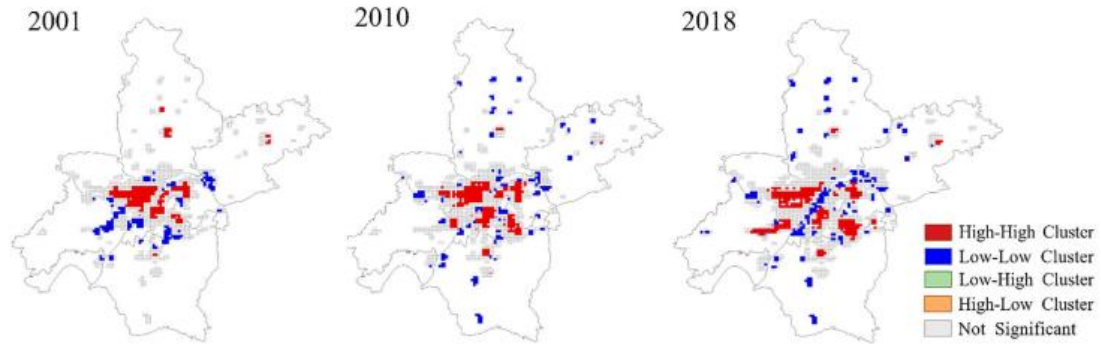 2001
2010
2018
High-High Cluster
Low-Low Cluster
Low-High Cluster
High-Low Cluster
Not Significant